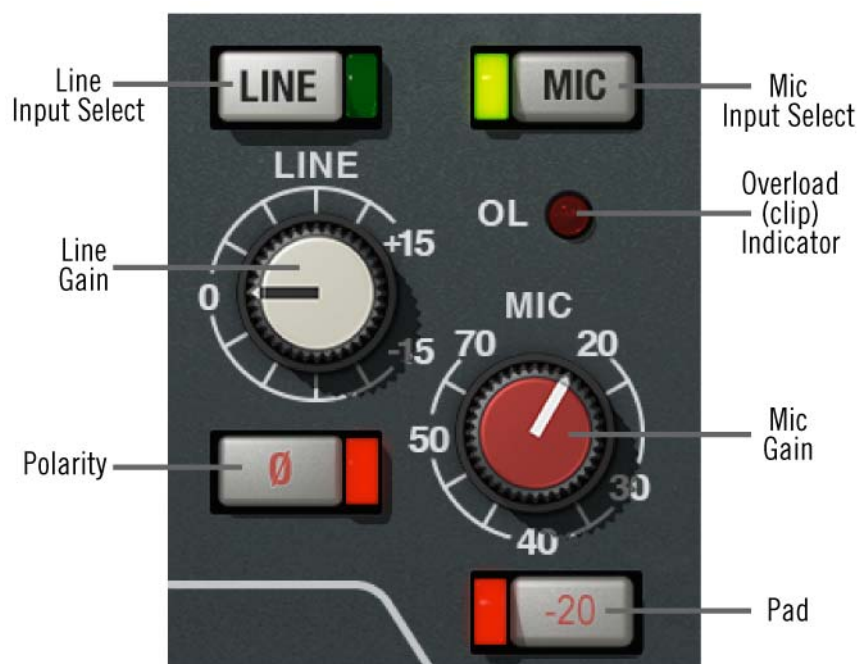 LINE
MIC
Line
Input Select
Mic
Input Select
LINE
OL
Overload
(clip)
Indicator
+15
Line
Gain
0
MIC
-15
70
20
50
Mic
Gain
Polarity
Ø
30
40
-20
Pad